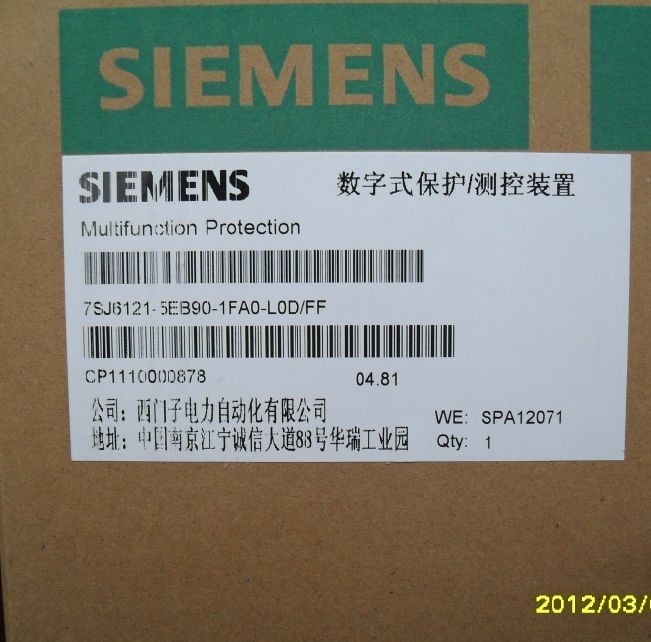 SIEMENS
SIEMENS 数字式保护/测控装置
Multifunction Protection
7SJ6121-5EB90-1FA0-L0D/FF
CP1110000878 04.81
公司: 西门子电力自动化有限公司 WE: SPA12071
地址: 中国南京江宁诚信大道88号华瑞工业园 Qty: 1
2012/03/0